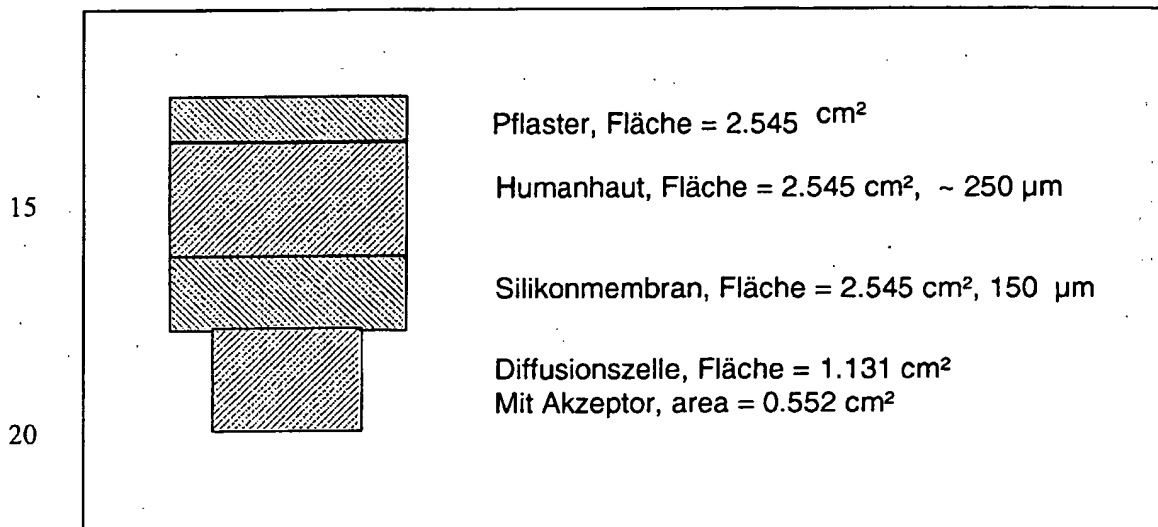 Pflaster, Fläche = 2.545 cm²
Humanhaut, Fläche = 2.545 cm², ~ 250 µm
15
Silikonmembran, Fläche = 2.545 cm², 150 µm
Diffusionszelle, Fläche = 1.131 cm²
Mit Akzeptor, area = 0.552 cm²
20